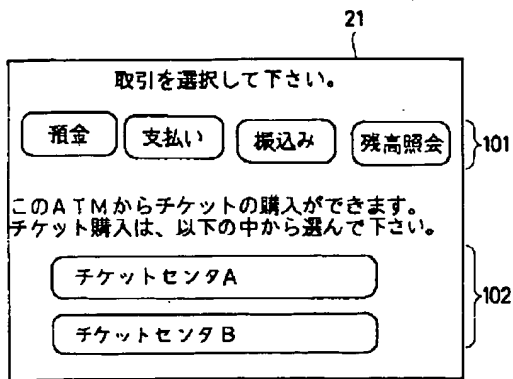 21
取引を選択して下さい。
預金 支払い 振込み 残高照会 101
このATMからチケットの購入ができます。
チケット購入は、以下の中から選んで下さい。
チケットセンタA
チケットセンタB
102